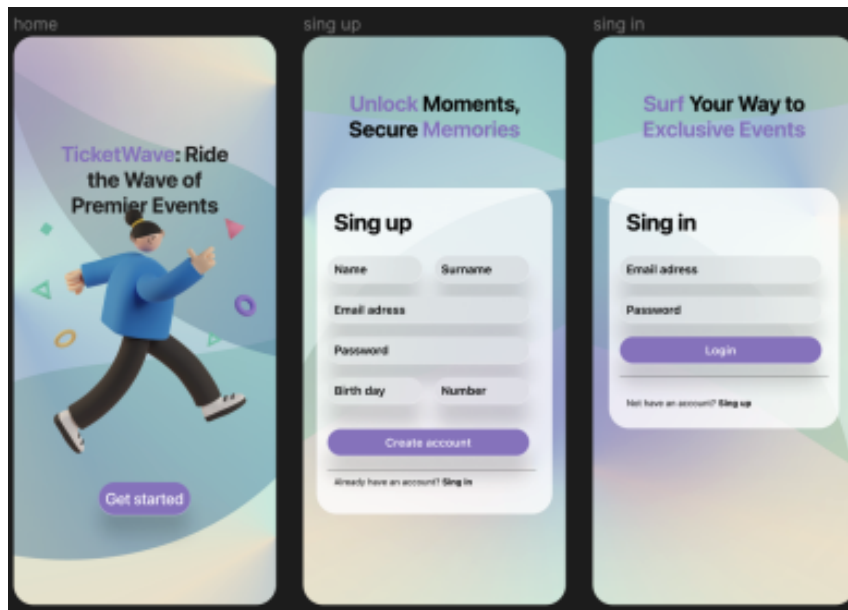 home
TicketWave: Ride
the Wave of
Premier Events
Get started
sing up
Unlock Moments,
Secure Memories
Sing up
Name Surname
Email adress
Password
Birth day Number
Create account
Already have an account? Sing in
sing in
Surf Your Way to
Exclusive Events
Sing in
Email adress
Password
Login
Not have an account? Sing up